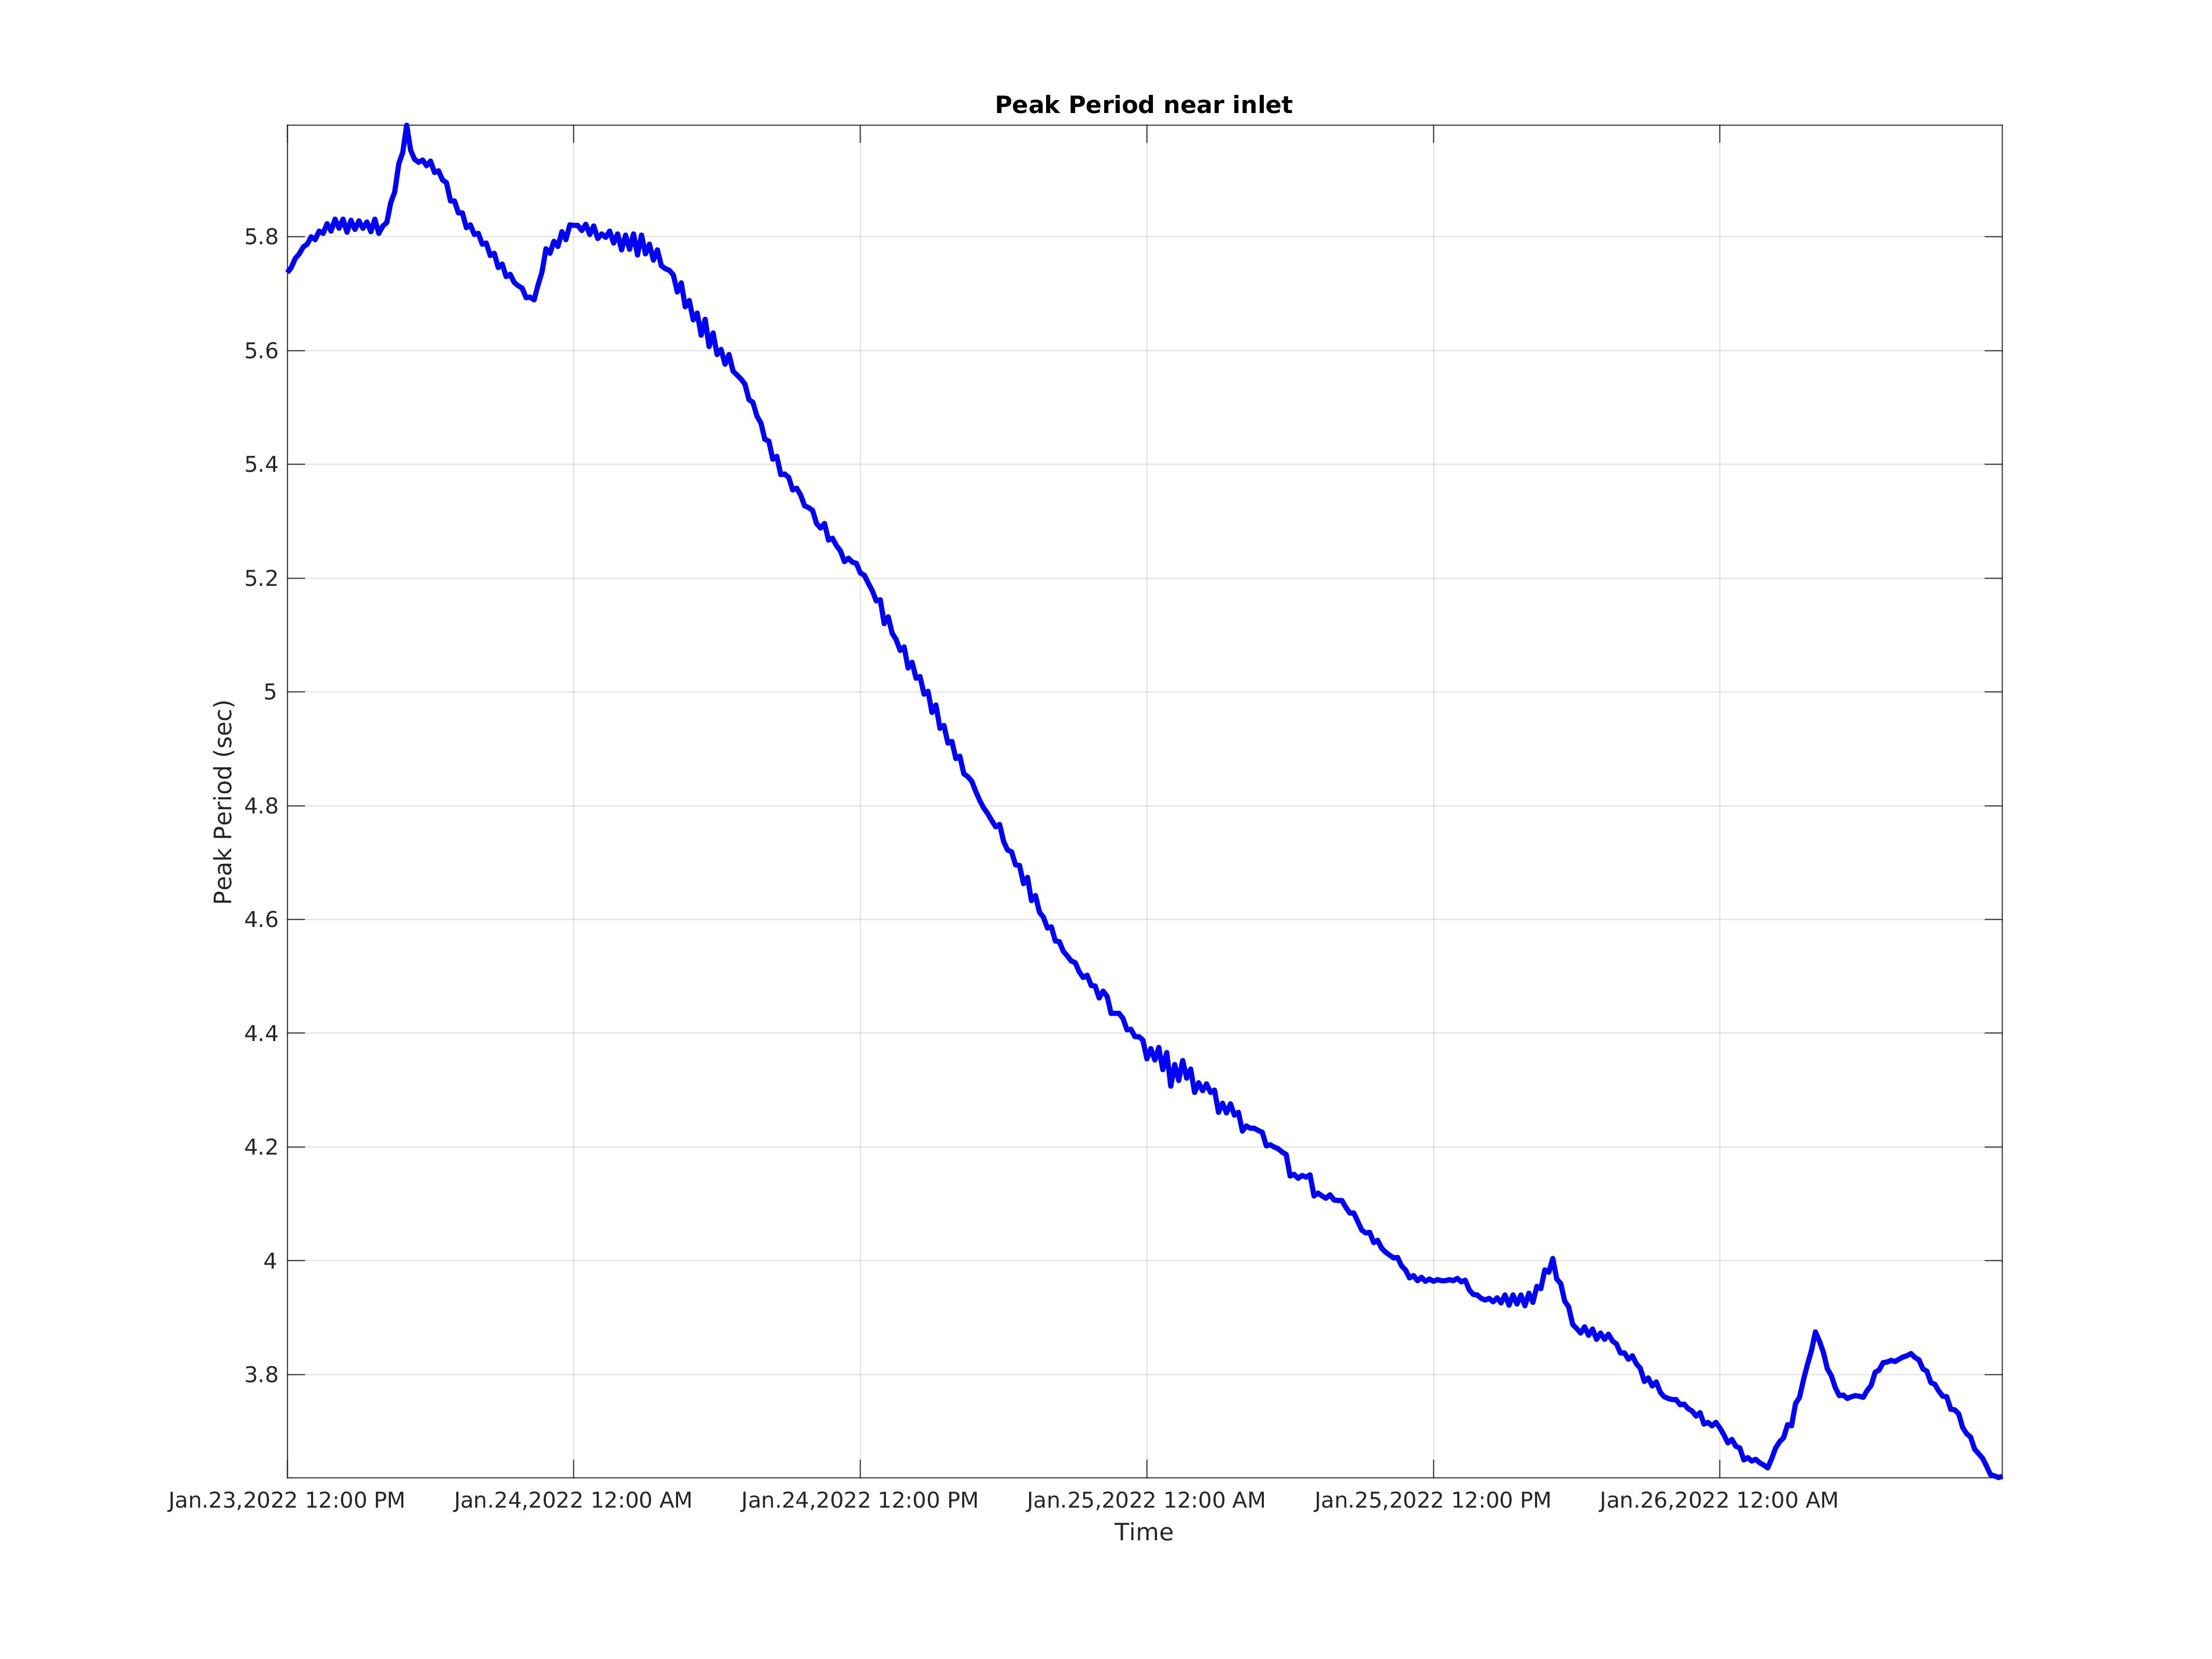 Peak Period near inlet
5.8
5.6
5.4
5.2
5
4.8
4.6
4.4
4.2
4
3.8
Peak Period (sec)
Jan.23,2022 12:00 PM
Jan.24,2022 12:00 AM
Jan.24,2022 12:00 PM
Jan.25,2022 12:00 AM
Jan.25,2022 12:00 PM
Jan.26,2022 12:00 AM
Time